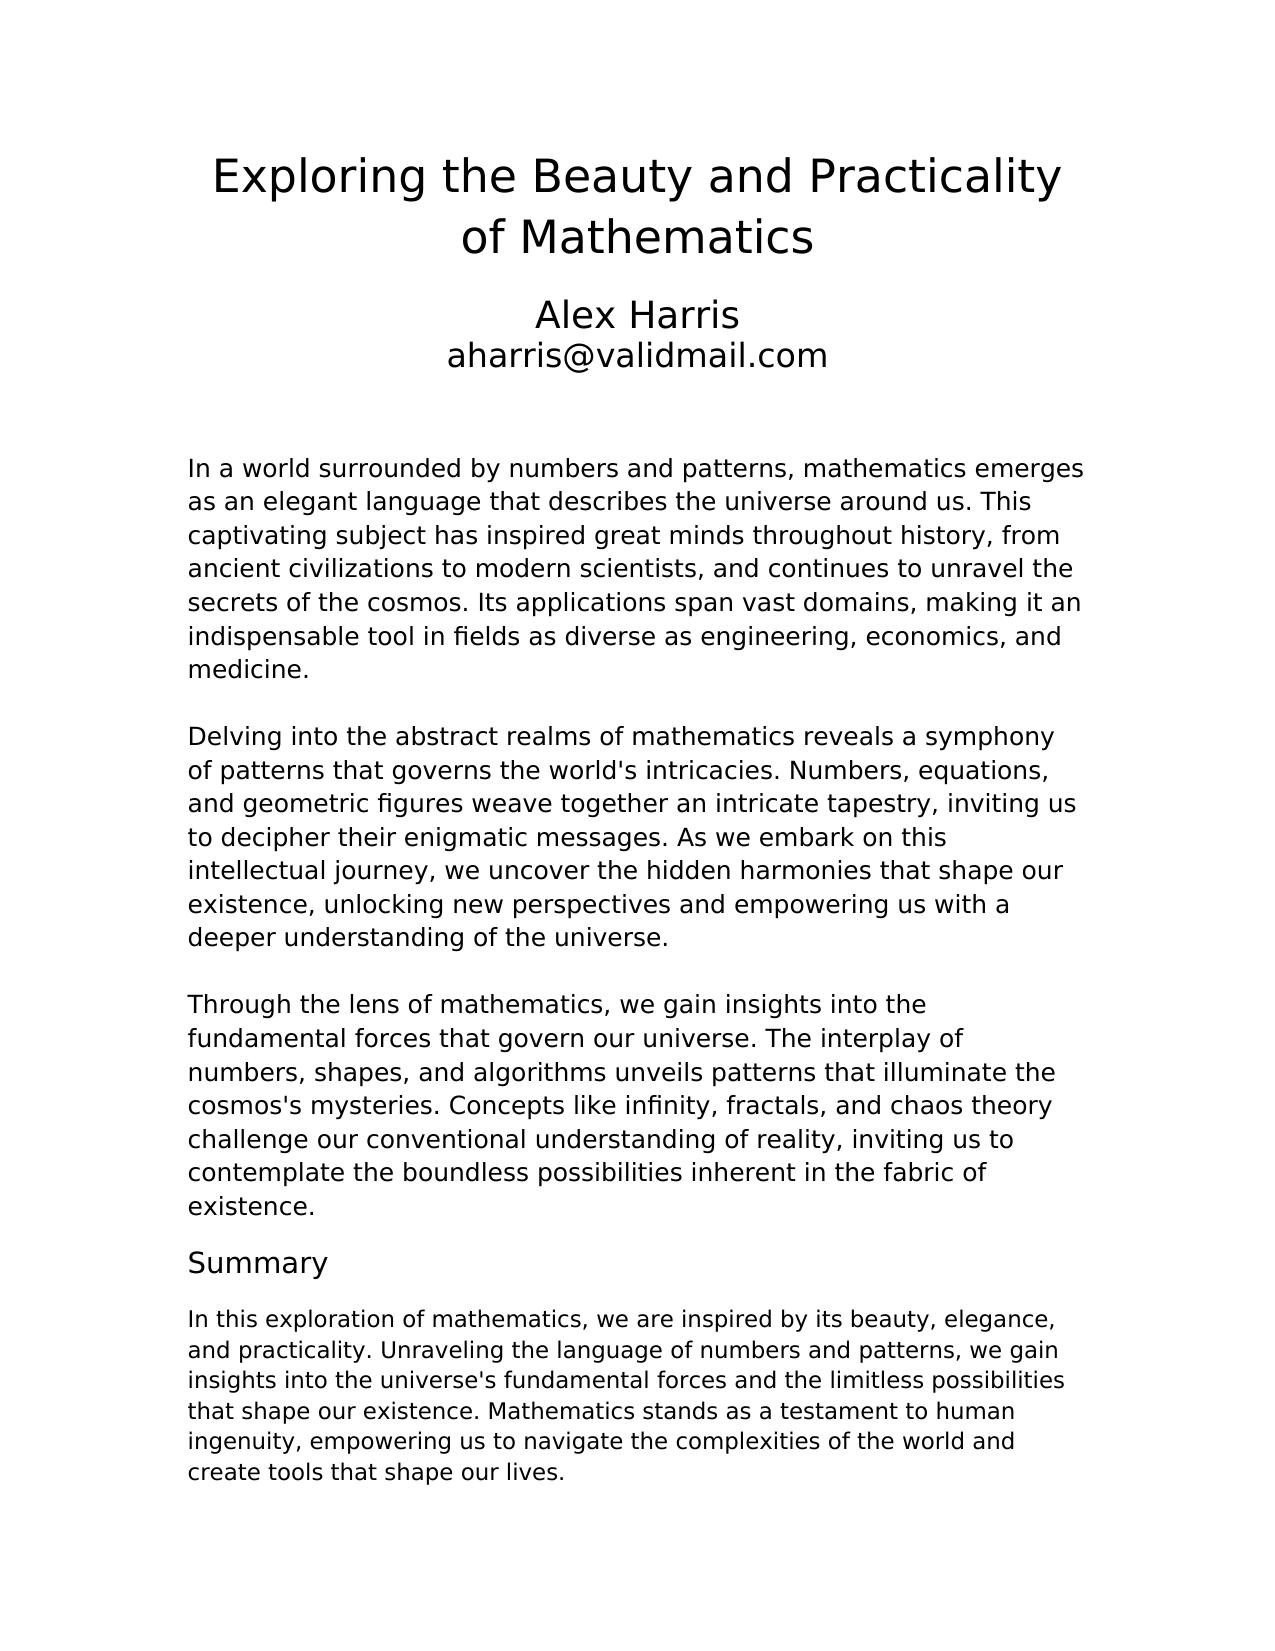 Exploring the Beauty and Practicality
of Mathematics
Alex Harris
aharris@validmail.com
In a world surrounded by numbers and patterns, mathematics emerges
as an elegant language that describes the universe around us. This
captivating subject has inspired great minds throughout history, from
ancient civilizations to modern scientists, and continues to unravel the
secrets of the cosmos. Its applications span vast domains, making it an
indispensable tool in fields as diverse as engineering, economics, and
medicine.
Delving into the abstract realms of mathematics reveals a symphony
of patterns that governs the world's intricacies. Numbers, equations,
and geometric figures weave together an intricate tapestry, inviting us
to decipher their enigmatic messages. As we embark on this
intellectual journey, we uncover the hidden harmonies that shape our
existence, unlocking new perspectives and empowering us with a
deeper understanding of the universe.
Through the lens of mathematics, we gain insights into the
fundamental forces that govern our universe. The interplay of
numbers, shapes, and algorithms unveils patterns that illuminate the
cosmos's mysteries. Concepts like infinity, fractals, and chaos theory
challenge our conventional understanding of reality, inviting us to
contemplate the boundless possibilities inherent in the fabric of
existence.
Summary
In this exploration of mathematics, we are inspired by its beauty, elegance,
and practicality. Unraveling the language of numbers and patterns, we gain
insights into the universe's fundamental forces and the limitless possibilities
that shape our existence. Mathematics stands as a testament to human
ingenuity, empowering us to navigate the complexities of the world and
create tools that shape our lives.